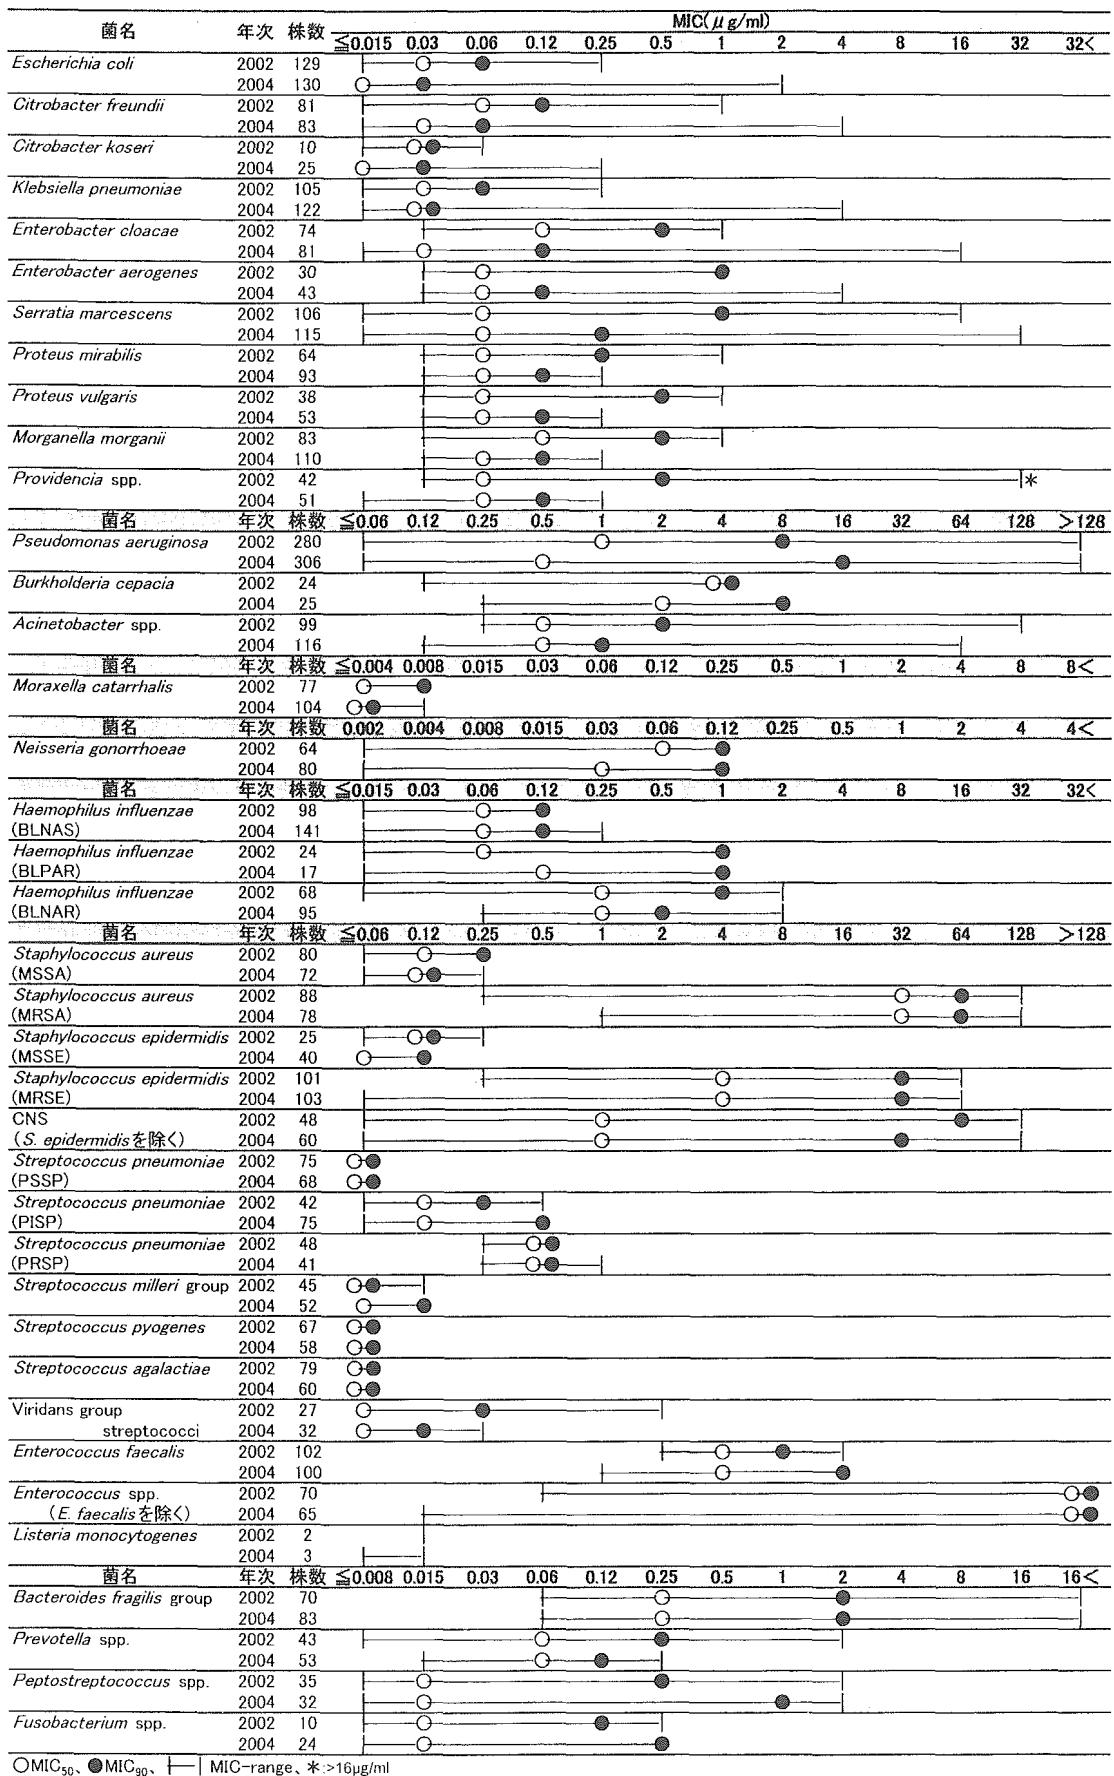 菌名 年次 株数 MIC(μg/ml)
≦0.015 0.03 0.06 0.12 0.25 0.5 1 2 4 8 16 32 32<
Escherichia coli 2002 129
2004 130
Citrobacter freundii 2002 81
2004 83
Citrobacter koseri 2002 10
2004 25
Klebsiella pneumoniae 2002 105
2004 122
Enterobacter cloacae 2002 74
2004 81
Enterobacter aerogenes 2002 30
2004 43
Serratia marcescens 2002 106
2004 115
Proteus mirabilis 2002 64
2004 93
Proteus vulgaris 2002 38
2004 53
Morganella morganii 2002 83
2004 110
Providencia spp. 2002 42 *
2004 51
菌名 年次 株数 ≦0.06 0.12 0.25 0.5 1 2 4 8 16 32 64 128 >128
Pseudomonas aeruginosa 2002 280
2004 306
Burkholderia cepacia 2002 24
2004 25
Acinetobacter spp. 2002 99
2004 116
菌名 年次 株数 ≦0.004 0.008 0.015 0.03 0.06 0.12 0.25 0.5 1 2 4 8 8<
Moraxella catarrhalis 2002 77
2004 104
菌名 年次 株数 0.002 0.004 0.008 0.015 0.03 0.06 0.12 0.25 0.5 1 2 4 4<
Neisseria gonorrhoeae 2002 64
2004 80
菌名 年次 株数 ≦0.015 0.03 0.06 0.12 0.25 0.5 1 2 4 8 16 32 32<
Haemophilus influenzae 2002 98
(BLNAS) 2004 141
Haemophilus influenzae 2002 24
(BLPAR) 2004 17
Haemophilus influenzae 2002 68
(BLNAR) 2004 95
菌名 年次 株数 ≦0.06 0.12 0.25 0.5 1 2 4 8 16 32 64 128 >128
Staphylococcus aureus 2002 80
(MSSA) 2004 72
Staphylococcus aureus 2002 88
(MRSA) 2004 78
Staphylococcus epidermidis 2002 25
(MSSE) 2004 40
Staphylococcus epidermidis 2002 101
(MRSE) 2004 103
CNS 2002 48
(S. epidermidisを除く) 2004 60
Streptococcus pneumoniae 2002 75
(PSSP) 2004 68
Streptococcus pneumoniae 2002 42
(PISP) 2004 75
Streptococcus pneumoniae 2002 48
(PRSP) 2004 41
Streptococcus milleri group 2002 45
2004 52
Streptococcus pyogenes 2002 67
2004 58
Streptococcus agalactiae 2002 79
2004 60
Viridans group 2002 27
streptococci 2004 32
Enterococcus faecalis 2002 102
2004 100
Enterococcus spp. 2002 70
(E. faecalisを除く) 2004 65
Listeria monocytogenes 2002 2
2004 3
菌名 年次 株数 ≦0.008 0.015 0.03 0.06 0.12 0.25 0.5 1 2 4 8 16 16<
Bacteroides fragilis group 2002 70
2004 83
Prevotella spp. 2002 43
2004 53
Peptostreptococcus spp. 2002 35
2004 32
Fusobacterium spp. 2002 10
2004 24
○MIC50、●MIC90、├─┤MIC-range、*:>16μg/ml